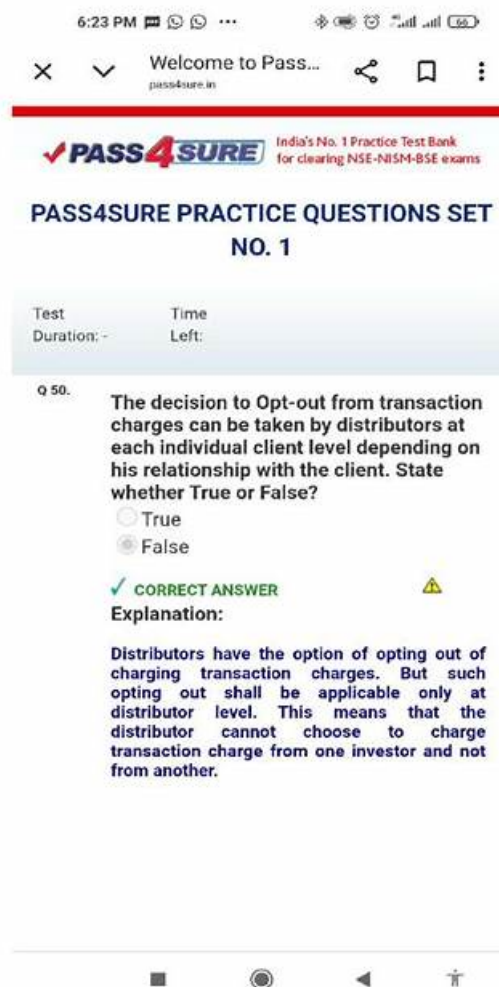 6:23 PM ...
66
Welcome to Pass...
pass4sure.in
PASS4SURE
India's No. 1 Practice Test Bank
for clearing NSE-NISM-BSE exams
PASS4SURE PRACTICE QUESTIONS SET
NO. 1
Test Time
Duration: - Left:
Q 50.
The decision to Opt-out from transaction
charges can be taken by distributors at
each individual client level depending on
his relationship with the client. State
whether True or False?
True
False
✓ CORRECT ANSWER
Explanation:
Distributors have the option of opting out of
charging transaction charges. But such
opting out shall be applicable only at
distributor level. This means that the
distributor cannot choose to charge
transaction charge from one investor and not
from another.